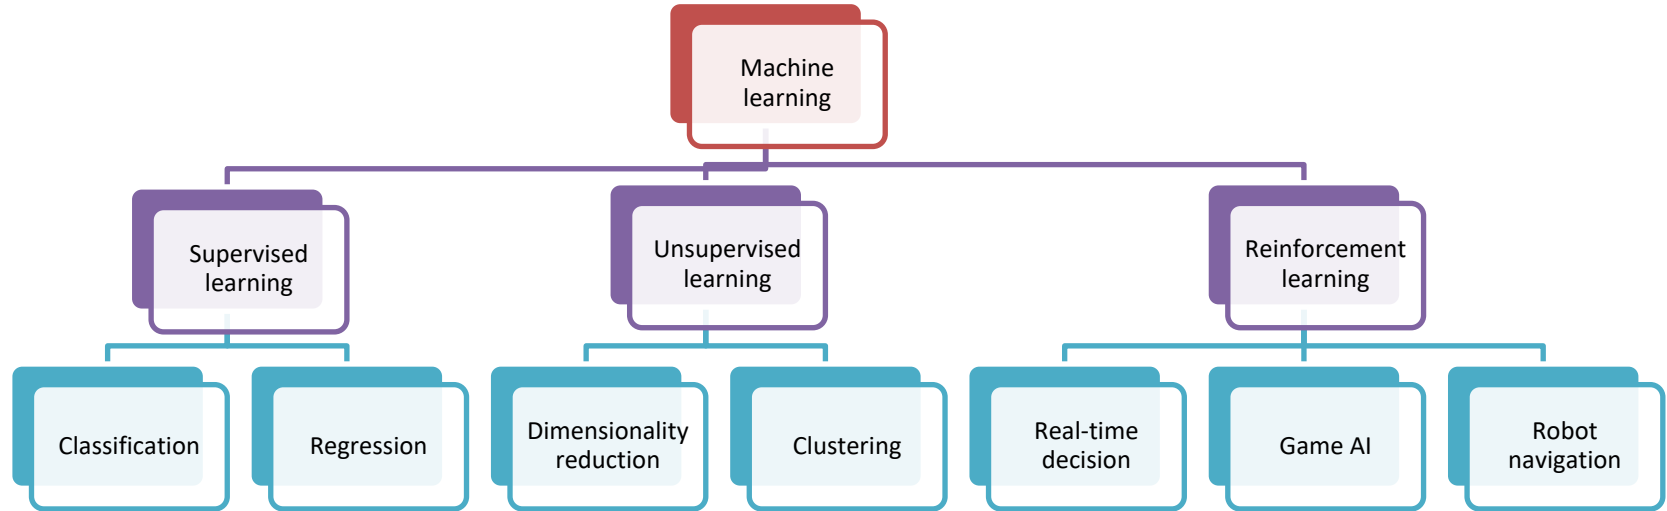 Machine
learning
Supervised
learning
Unsupervised
learning
Reinforcement
learning
Classification
Regression
Dimensionality
reduction
Clustering
Real-time
decision
Game AI
Robot
navigation